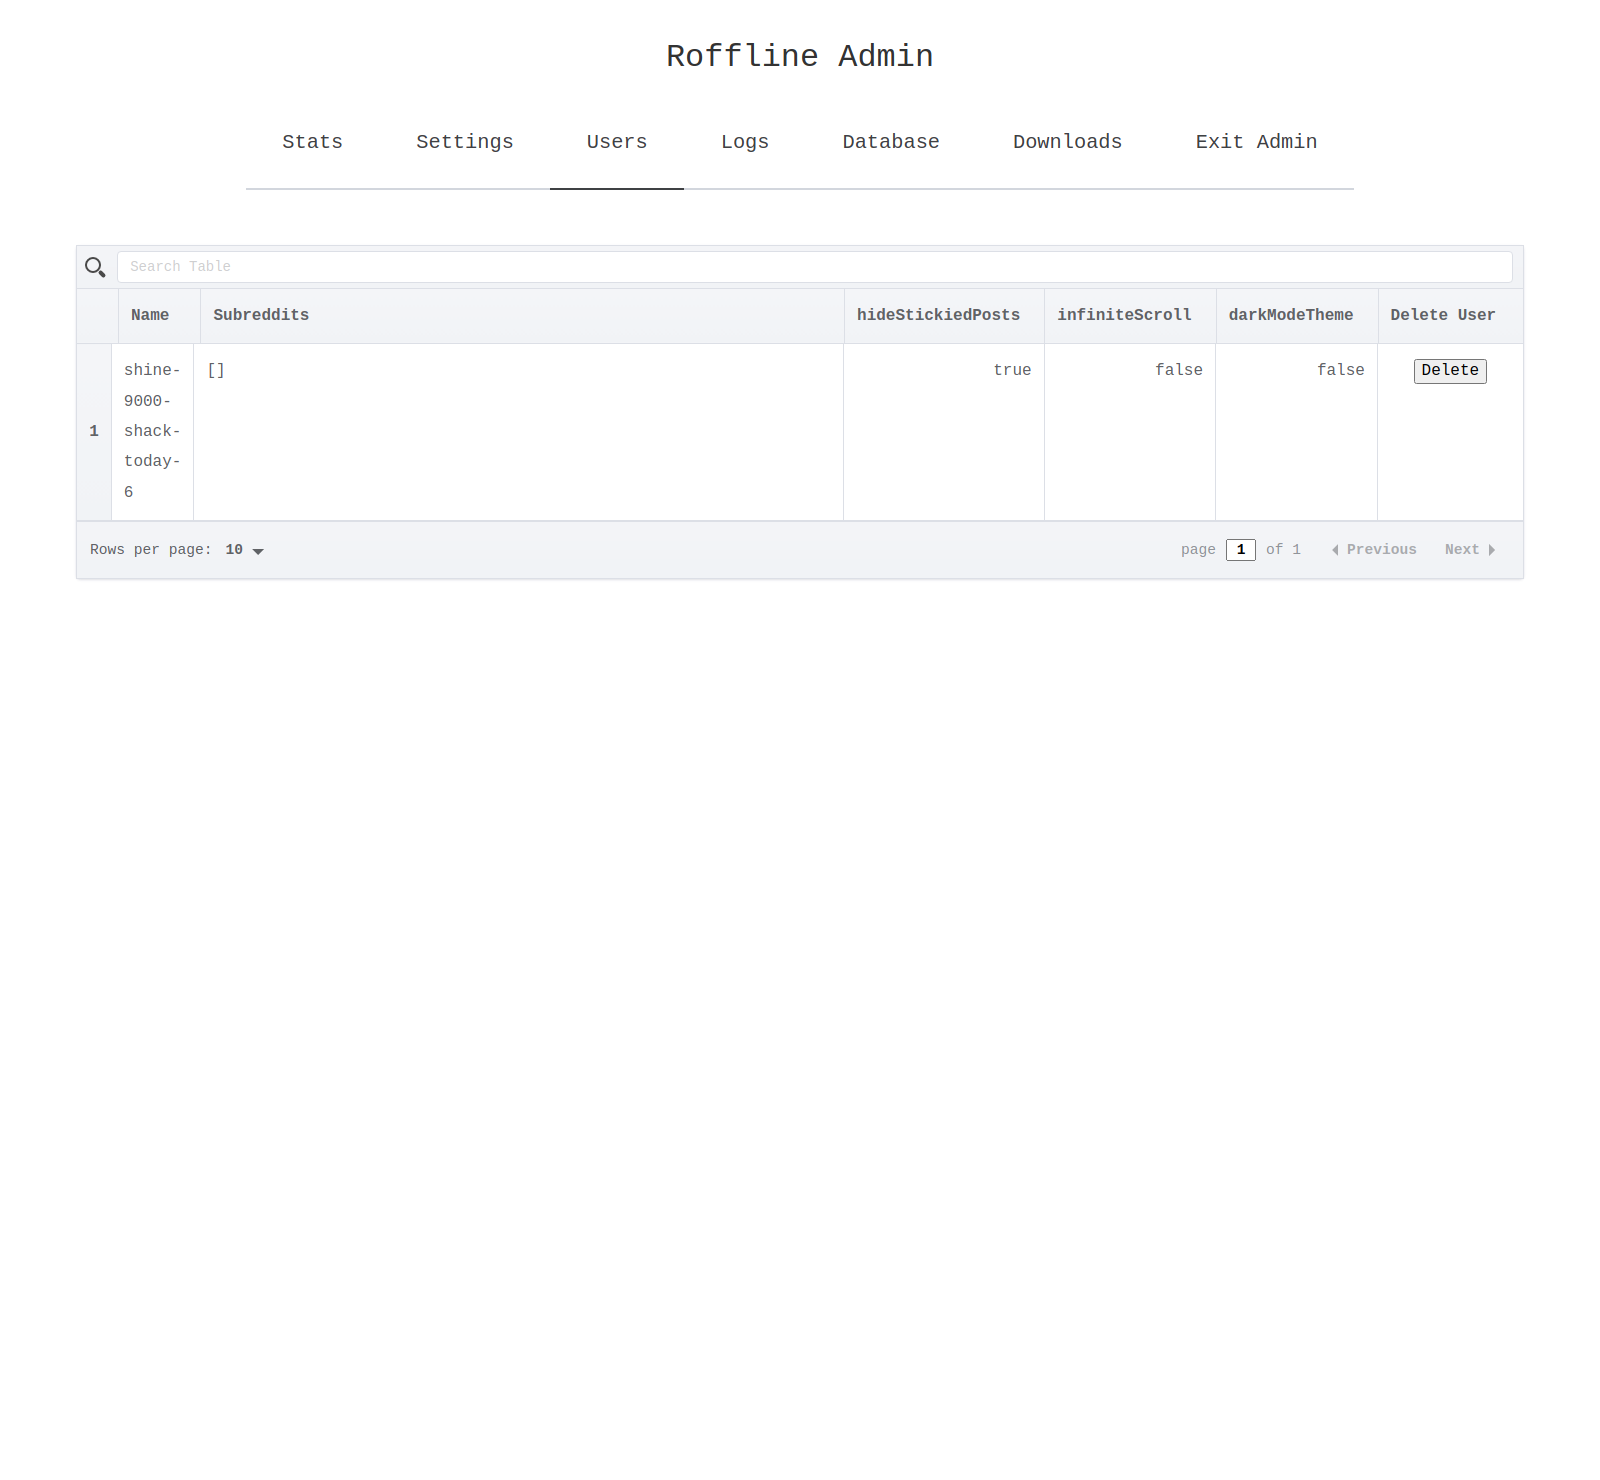 Roffline Admin
Stats Settings Users Logs Database Downloads Exit Admin
Search Table
Name Subreddits hideStickiedPosts infiniteScroll darkModeTheme Delete User
1 shine-9000-shack-today-6 [] true false false Delete
Rows per page: 10 page 1 of 1 Previous Next